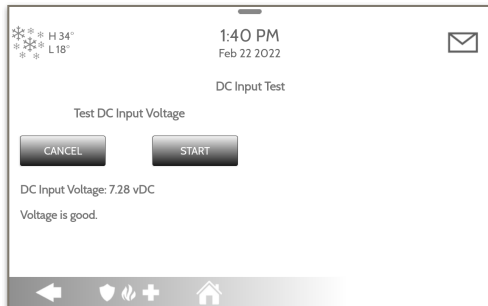 H 34°
L 18°
1:40 PM
Feb 22 2022
DC Input Test
Test DC Input Voltage
CANCEL
START
DC Input Voltage: 7.28 vDC
Voltage is good.